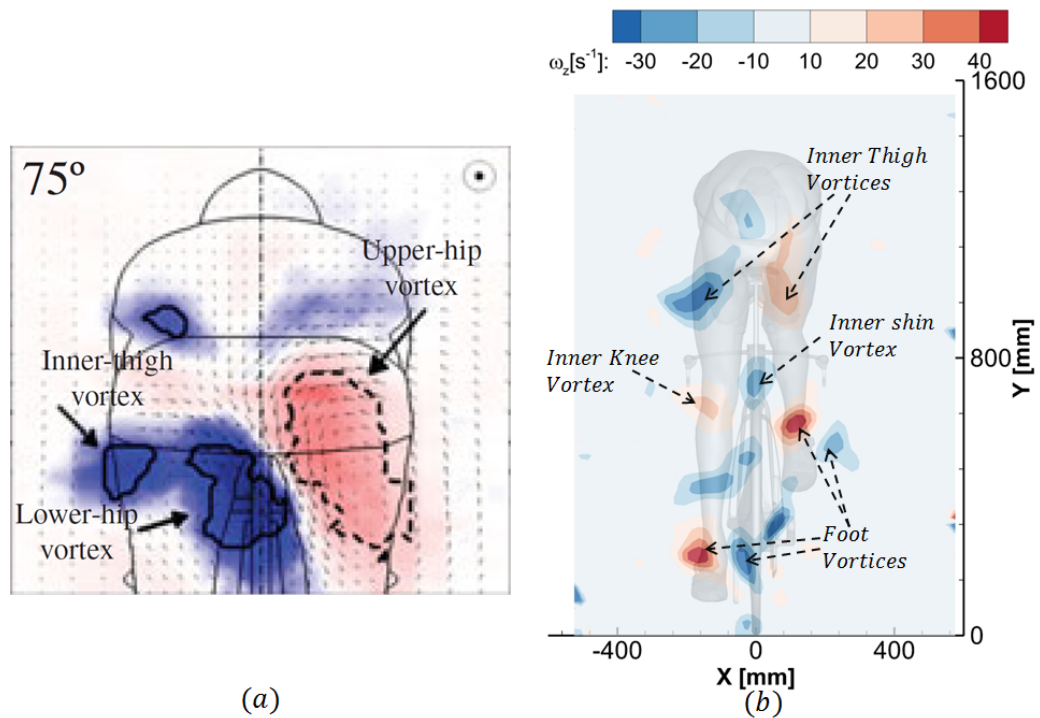 75º
Upper-hip
vortex
Inner-thigh
vortex
Lower-hip
vortex
(a)
ωz[s-1]: -30 -20 -10 10 20 30 40
1600
Inner Thigh
Vortices
Inner shin
Vortex
Inner Knee
Vortex
800
Y [mm]
Foot
Vortices
0
-400 0 400
X [mm]
(b)